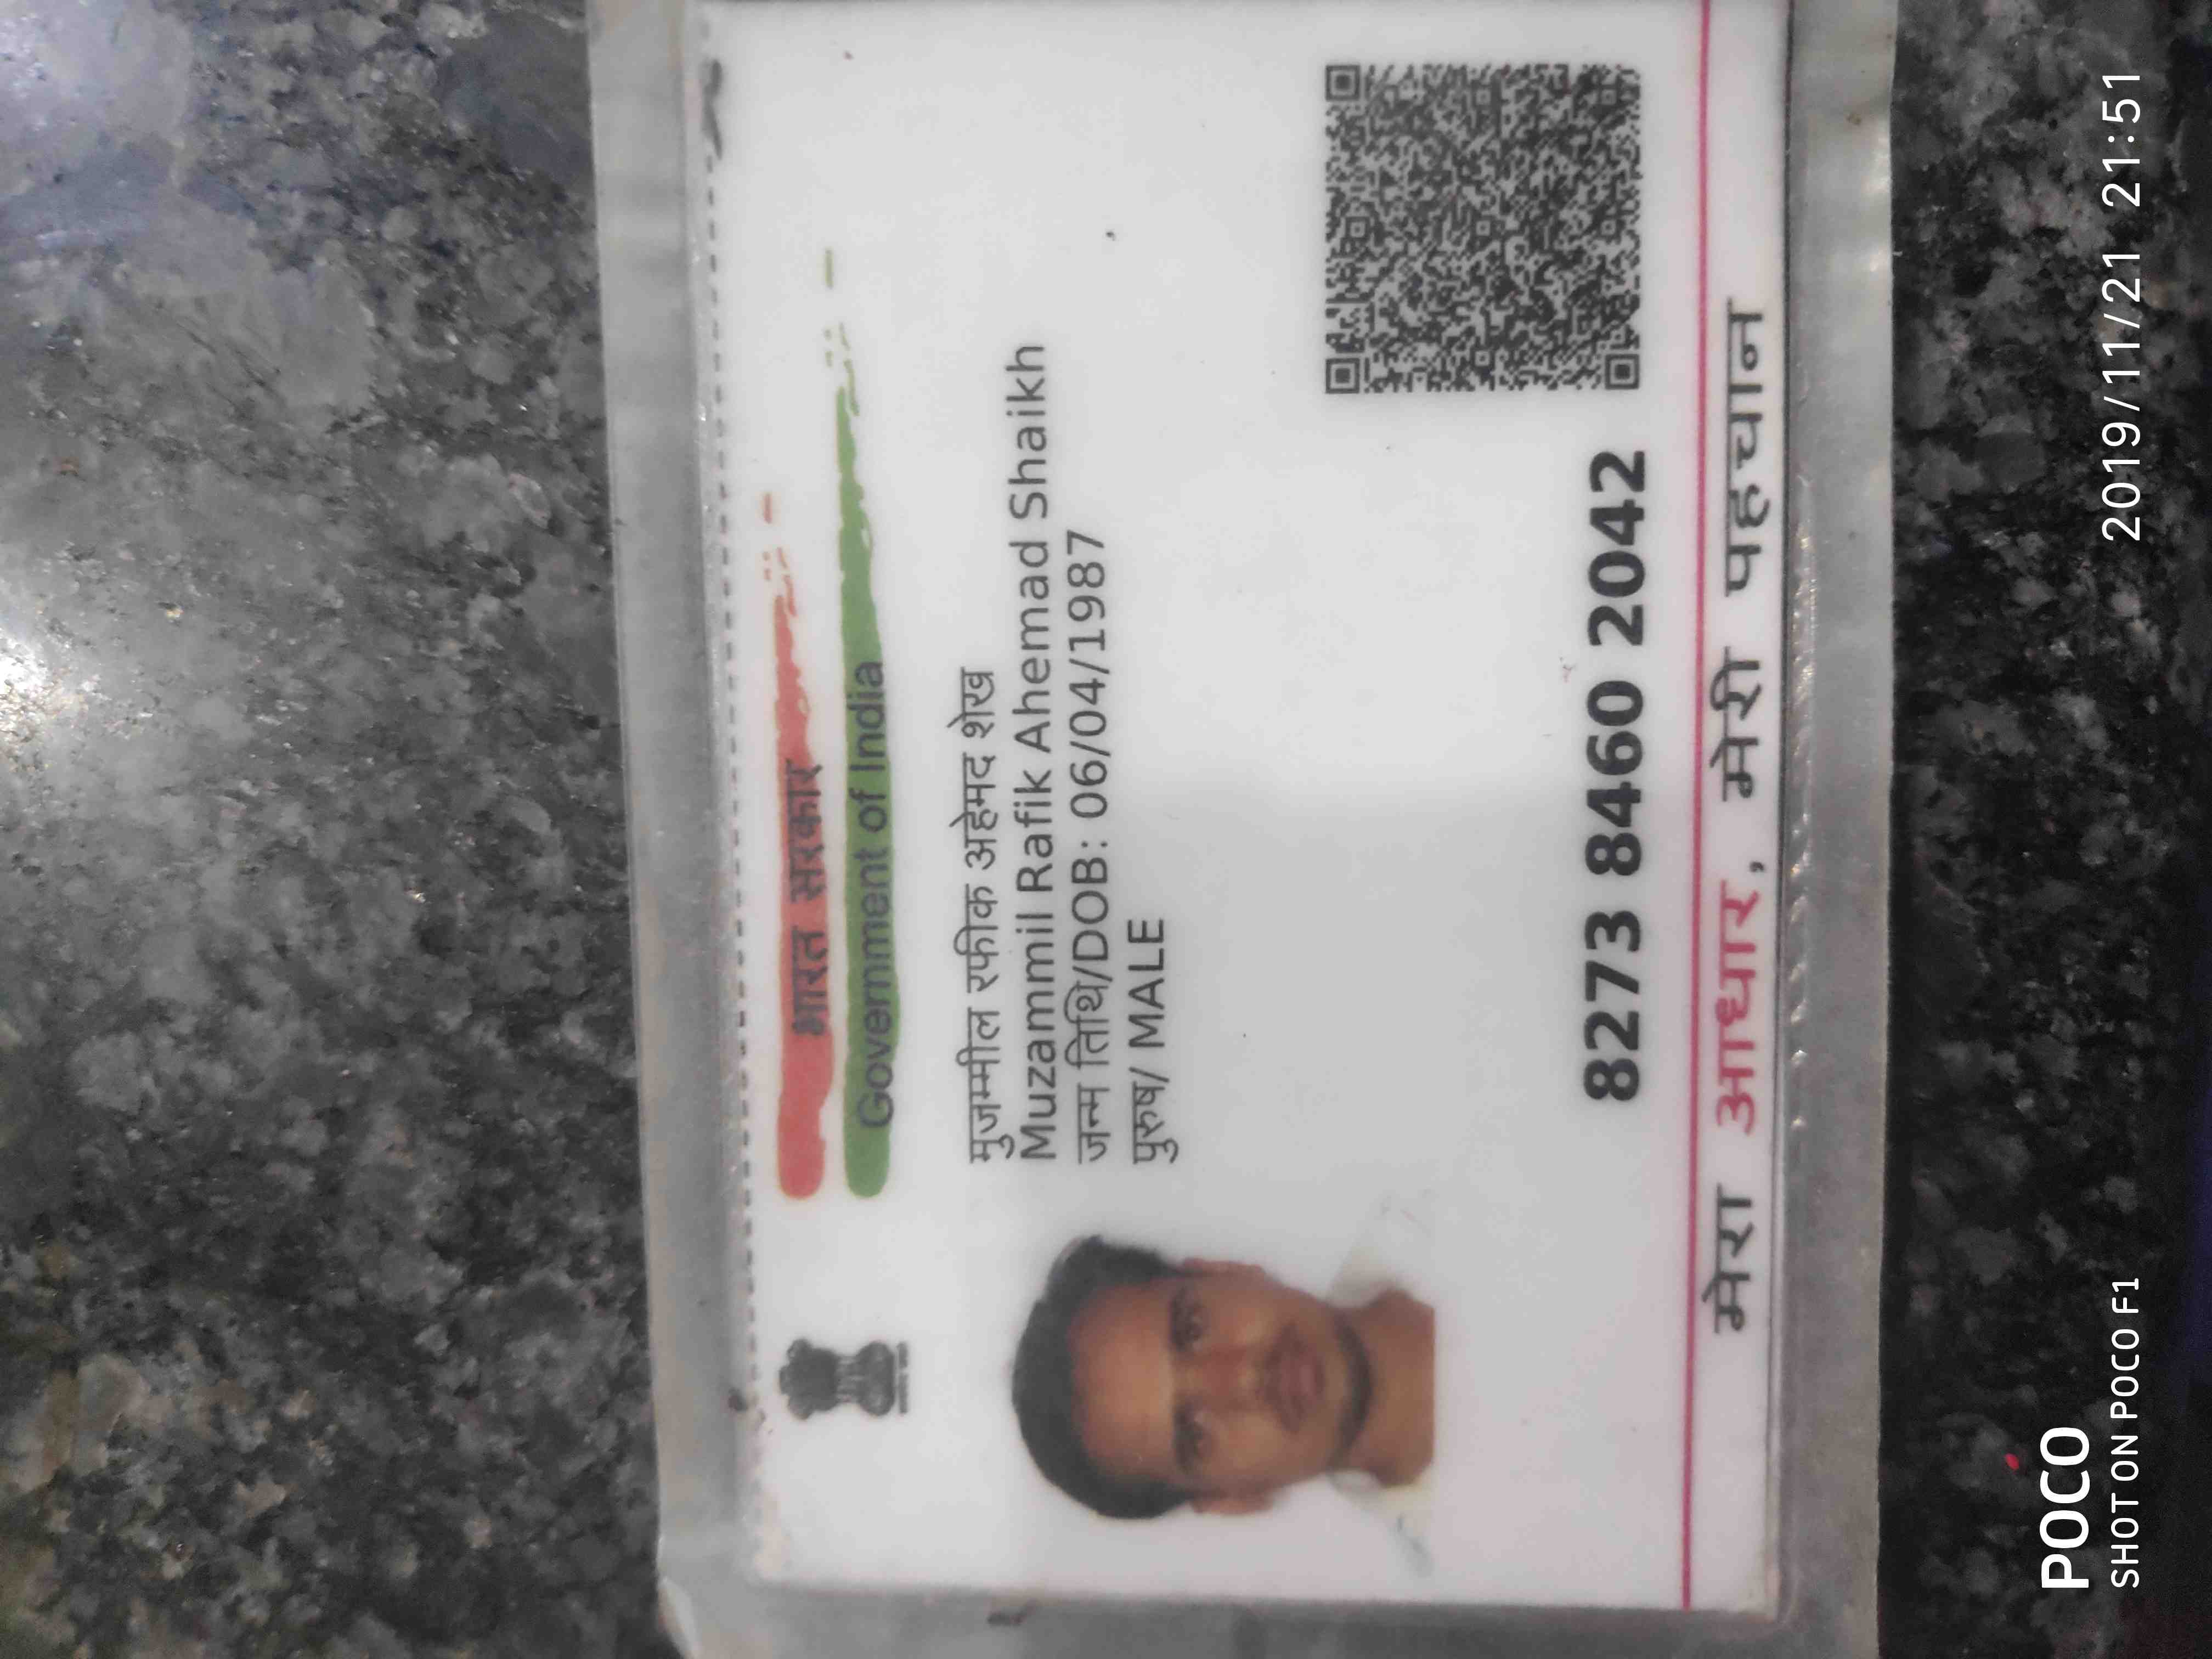 भारत सरकार
Government of India
मुजम्मील रफीक अहेमद शेख
Muzammil Rafik Ahemad Shaikh
जन्म तिथि/DOB: 06/04/1987
पुरुष/ MALE
8273 8460 2042
मेरा आधार, मेरी पहचान
POCO
SHOT ON POCO F1
2019/11/21 21:51